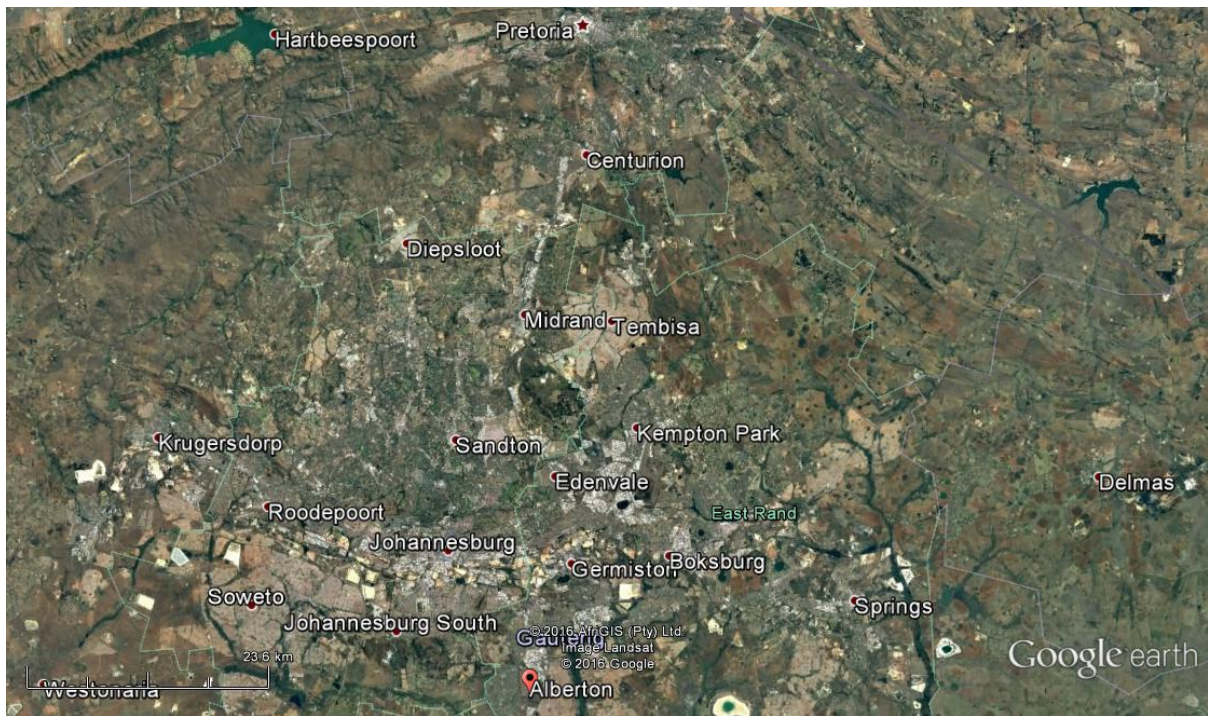 Hartbeespoort
Pretoria
Centurion
Diepsloot
Midrand
Tembisa
Krugersdorp
Sandton
Kempton Park
Edenvale
Delmas
Roodepoort
East Rand
Johannesburg
Germiston
Boksburg
Soweto
Springs
Johannesburg South
Gauteng
© 2016 AfriGIS (Pty) Ltd.
Image Landsat
© 2016 Google
23.6 km
Google earth
Westonaria
Alberton